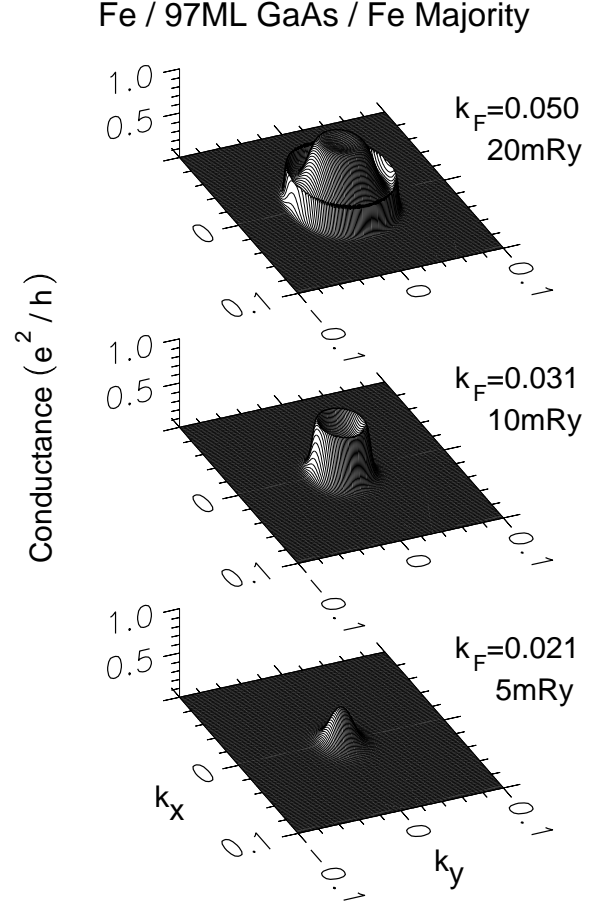 Fe / 97ML GaAs / Fe Majority
1.0
0.5
k_F=0.050
20mRy
0
0.1
-0.1
0
0.1
Conductance (e^2 / h)
1.0
0.5
k_F=0.031
10mRy
0
0.1
-0.1
0
0.1
1.0
0.5
k_F=0.021
5mRy
0
0.1
-0.1
0
0.1
k_x
k_y